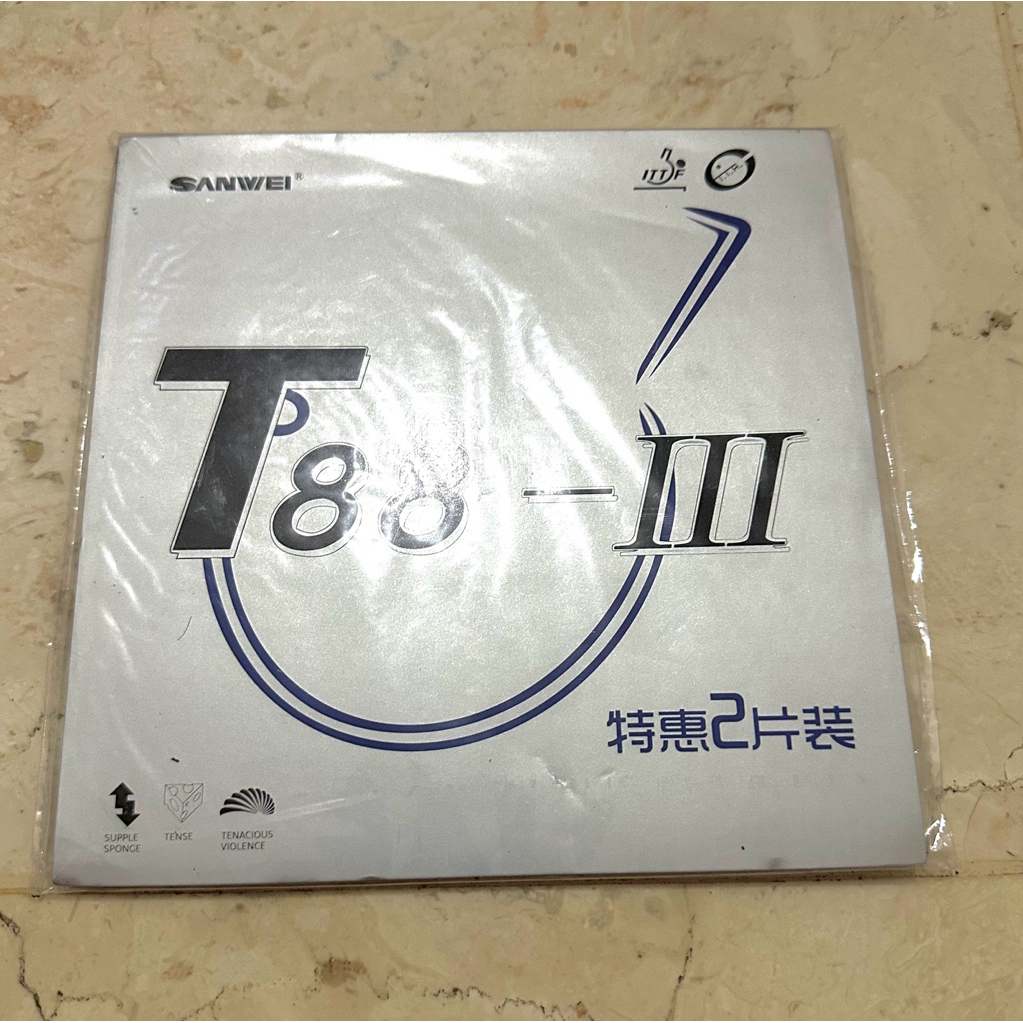 SANWEI®
ITTF
T88-III
特惠2片装
SUPPLE
SPONGE
TENSE
TENACIOUS
VIOLENCE